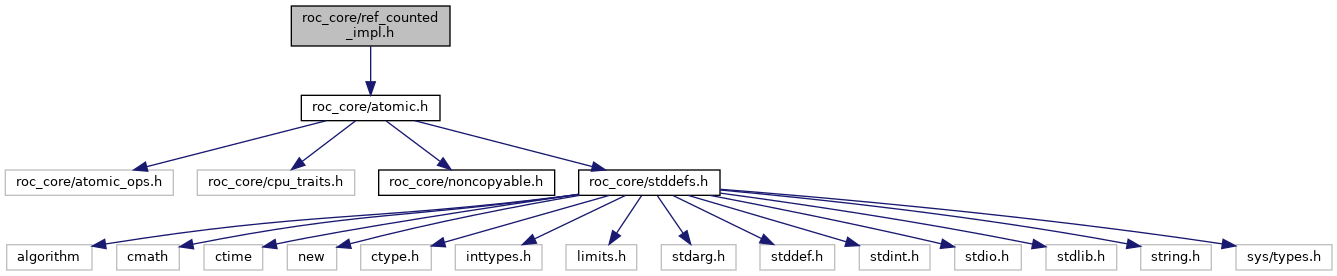 roc_core/ref_counted
_impl.h
roc_core/atomic.h
roc_core/atomic_ops.h
roc_core/cpu_traits.h
roc_core/noncopyable.h
roc_core/stddefs.h
algorithm
cmath
ctime
new
ctype.h
inttypes.h
limits.h
stdarg.h
stddef.h
stdint.h
stdio.h
stdlib.h
string.h
sys/types.h